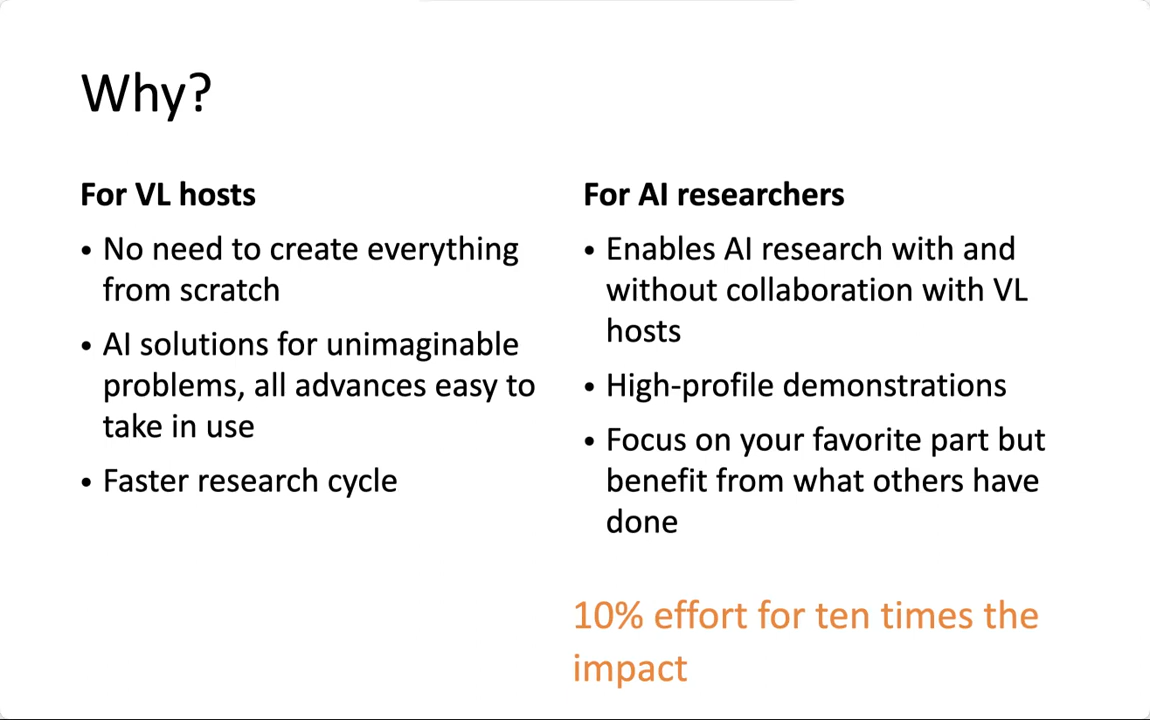 Why?
For VL hosts
• No need to create everything
from scratch
• AI solutions for unimaginable
problems, all advances easy to
take in use
• Faster research cycle
For AI researchers
• Enables AI research with and
without collaboration with VL
hosts
• High-profile demonstrations
• Focus on your favorite part but
benefit from what others have
done
10% effort for ten times the
impact